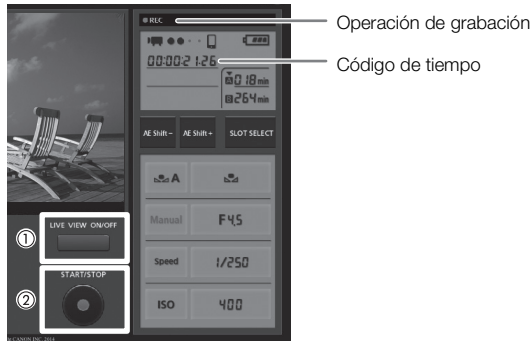 ● REC
Operación de grabación
00:00:21:26
Código de tiempo
A 018 min
B 264 min
AE Shift– AE Shift+ SLOT SELECT
A
Manual F4.5
Speed 1/250
ISO 400
① LIVE VIEW ON/OFF
② START/STOP
CANON INC. 2014